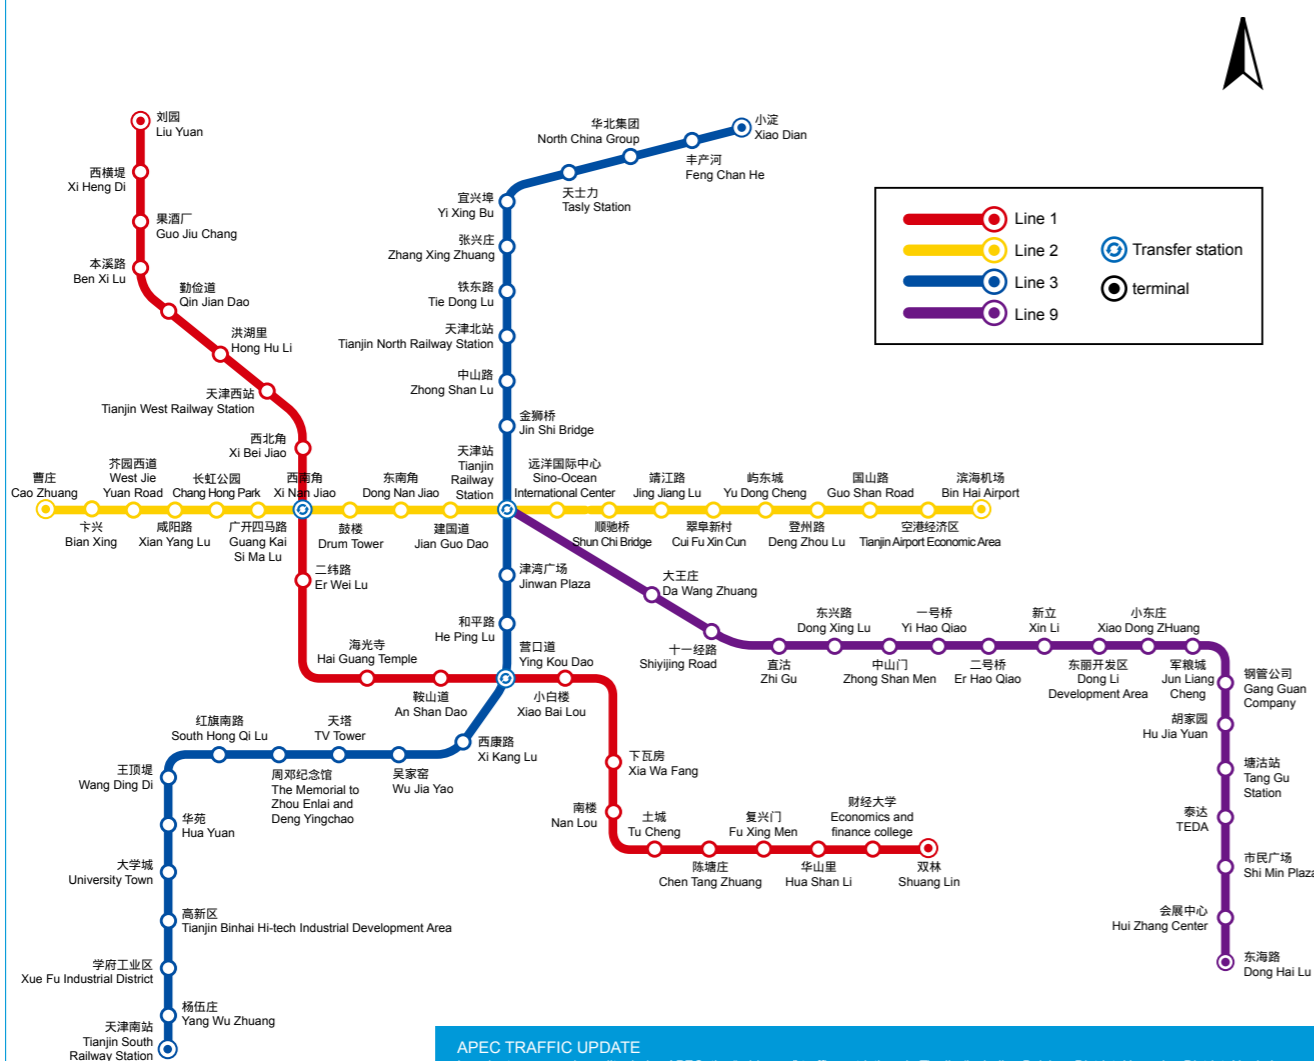 刘园
Liu Yuan
西横堤
Xi Heng Di
果酒厂
Guo Jiu Chang
本溪路
Ben Xi Lu
勤俭道
Qin Jian Dao
洪湖里
Hong Hu Li
天津西站
Tianjin West Railway Station
西北角
Xi Bei Jiao
小淀
Xiao Dian
华北集团
North China Group
丰产河
Feng Chan He
天士力
Tasly Station
宜兴埠
Yi Xing Bu
张兴庄
Zhang Xing Zhuang
铁东路
Tie Dong Lu
天津北站
Tianjin North Railway Station
中山路
Zhong Shan Lu
金狮桥
Jin Shi Bridge
Line 1
Line 2
Line 3
Line 9
Transfer station
terminal
曹庄
Cao Zhuang
卞兴
Bian Xing
芥园西道
West Jie
Yuan Road
咸阳路
Xian Yang Lu
长虹公园
Chang Hong Park
广开四马路
Guang Kai
Si Ma Lu
西南角
Xi Nan Jiao
鼓楼
Drum Tower
东南角
Dong Nan Jiao
建国道
Jian Guo Dao
天津站
Tianjin
Railway
Station
远洋国际中心
Sino-Ocean
International Center
顺驰桥
Shun Chi Bridge
靖江路
Jing Jiang Lu
翠阜新村
Cui Fu Xin Cun
屿东城
Yu Dong Cheng
登州路
Deng Zhou Lu
国山路
Guo Shan Road
空港经济区
Tianjin Airport Economic Area
滨海机场
Bin Hai Airport
二纬路
Er Wei Lu
海光寺
Hai Guang Temple
鞍山道
An Shan Dao
津湾广场
Jinwan Plaza
和平路
He Ping Lu
营口道
Ying Kou Dao
小白楼
Xiao Bai Lou
下瓦房
Xia Wa Fang
南楼
Nan Lou
土城
Tu Cheng
陈塘庄
Chen Tang Zhuang
复兴门
Fu Xing Men
华山里
Hua Shan Li
财经大学
Economics and
finance college
双林
Shuang Lin
大王庄
Da Wang Zhuang
十一经路
Shiyijing Road
直沽
Zhi Gu
东兴路
Dong Xing Lu
中山门
Zhong Shan Men
一号桥
Yi Hao Qiao
二号桥
Er Hao Qiao
新立
Xin Li
东丽开发区
Dong Li
Development Area
小东庄
Xiao Dong ZHuang
军粮城
Jun Liang
Cheng
钢管公司
Gang Guan
Company
胡家园
Hu Jia Yuan
塘沽站
Tang Gu
Station
泰达
TEDA
市民广场
Shi Min Plaza
会展中心
Hui Zhang Center
东海路
Dong Hai Lu
西康路
Xi Kang Lu
吴家窑
Wu Jia Yao
天塔
TV Tower
周邓纪念馆
The Memorial to
Zhou Enlai and
Deng Yingchao
红旗南路
South Hong Qi Lu
王顶堤
Wang Ding Di
华苑
Hua Yuan
大学城
University Town
高新区
Tianjin Binhai Hi-tech Industrial Development Area
学府工业区
Xue Fu Industrial District
杨伍庄
Yang Wu Zhuang
天津南站
Tianjin South
Railway Station
APEC TRAFFIC UPDATE